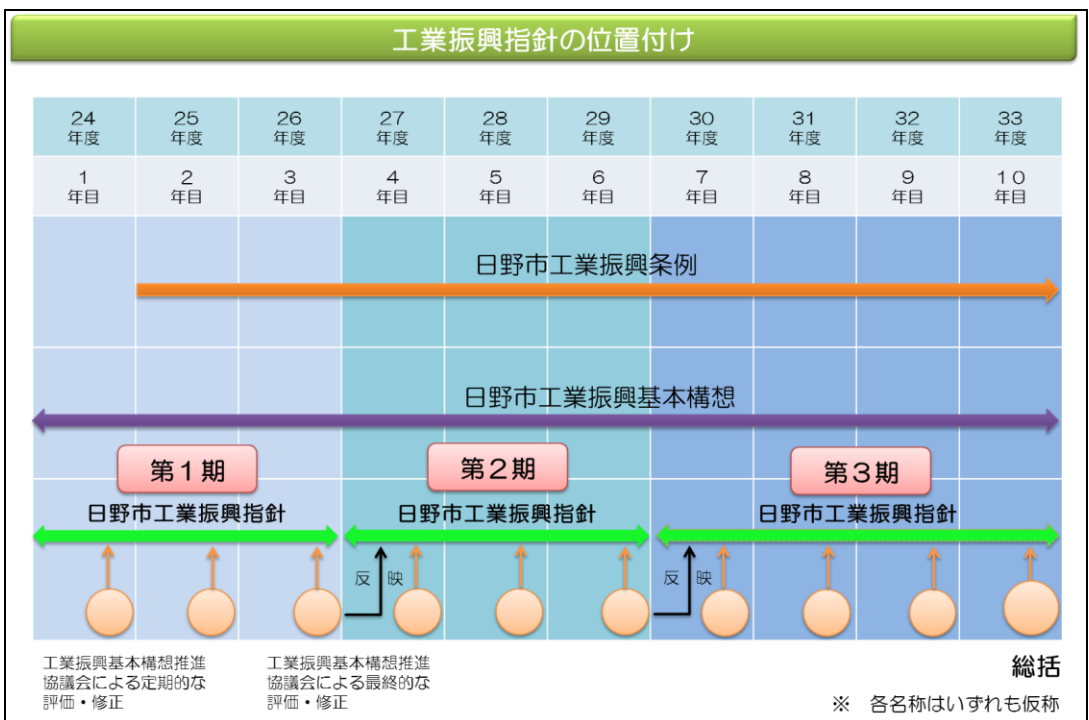 工業振興指針の位置付け
24 25 26 27 28 29 30 31 32 33
年度 年度 年度 年度 年度 年度 年度 年度 年度 年度
1 2 3 4 5 6 7 8 9 10
年目 年目 年目 年目 年目 年目 年目 年目 年目 年目
日野市工業振興条例
日野市工業振興基本構想
第1期 第2期 第3期
日野市工業振興指針 日野市工業振興指針 日野市工業振興指針
反映 反映
工業振興基本構想推進
協議会による定期的な
評価・修正
工業振興基本構想推進
協議会による最終的な
評価・修正
総括
※ 各名称はいずれも仮称